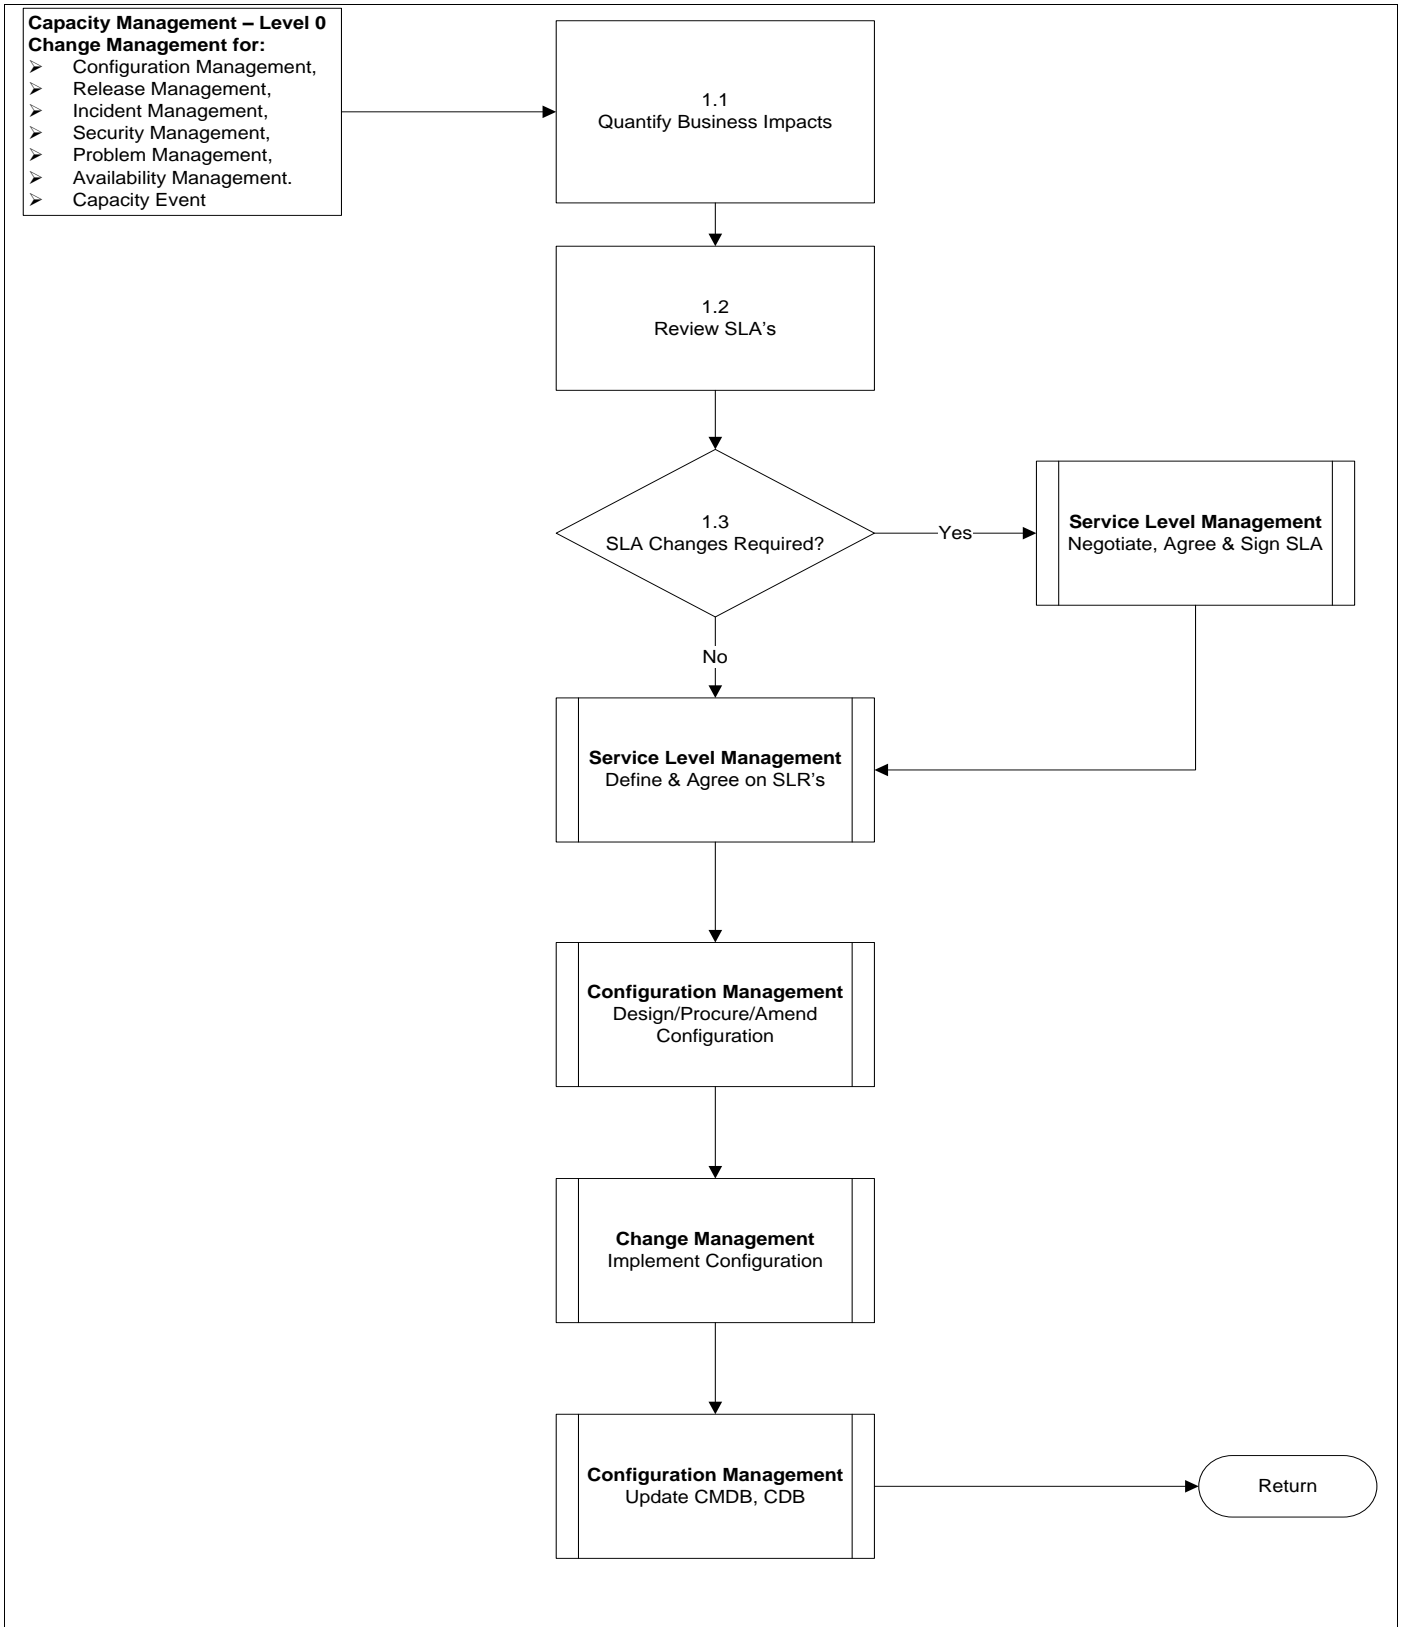 Capacity Management – Level 0
Change Management for:
➢ Configuration Management,
➢ Release Management,
➢ Incident Management,
➢ Security Management,
➢ Problem Management,
➢ Availability Management.
➢ Capacity Event
1.1
Quantify Business Impacts
1.2
Review SLA’s
1.3
SLA Changes Required?
Yes
Service Level Management
Negotiate, Agree & Sign SLA
No
Service Level Management
Define & Agree on SLR’s
Configuration Management
Design/Procure/Amend
Configuration
Change Management
Implement Configuration
Configuration Management
Update CMDB, CDB
Return